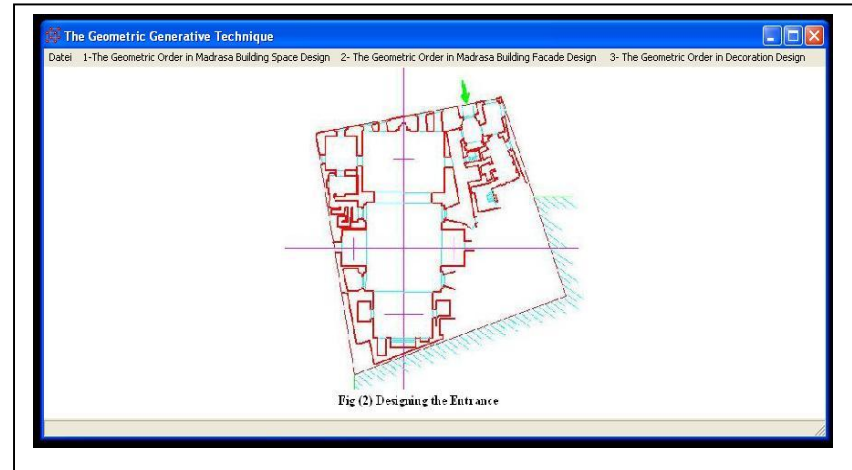 The Geometric Generative Technique
Datei 1-The Geometric Order in Madrasa Building Space Design 2- The Geometric Order in Madrasa Building Facade Design 3- The Geometric Order in Decoration Design
Fig (2) Designing the Entrance